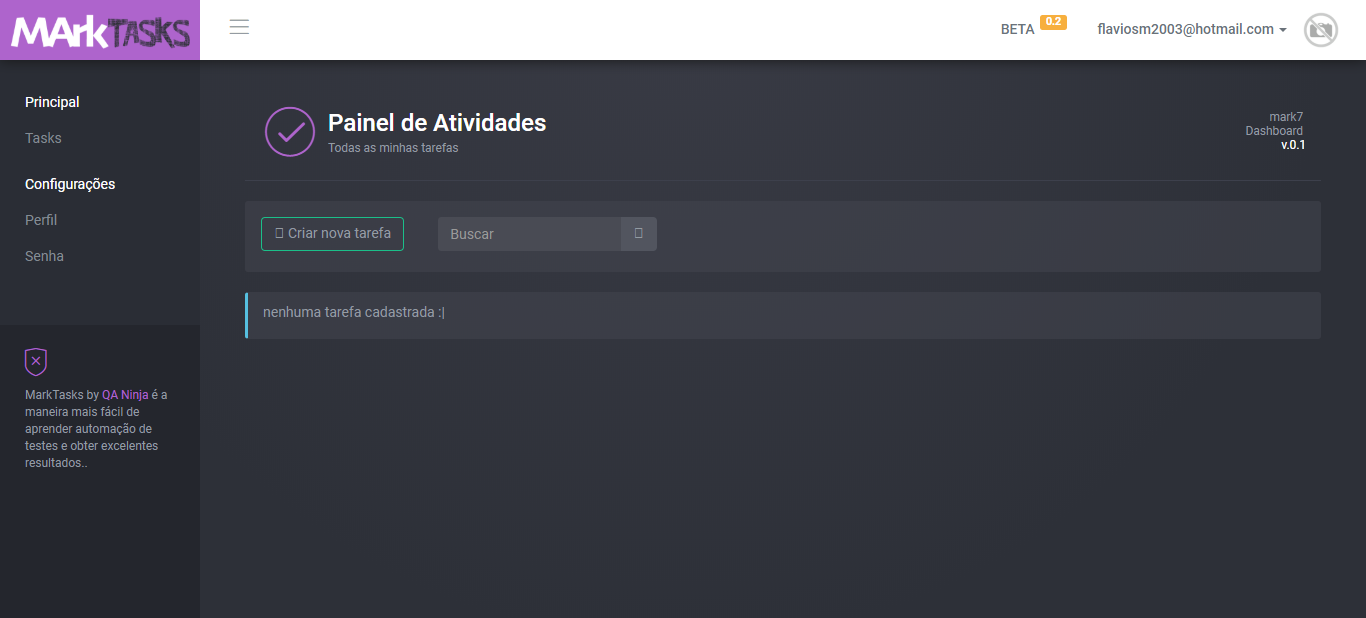 MArkTASKS
BETA 0.2
flaviosm2003@hotmail.com
Principal
Tasks
Configurações
Perfil
Senha
MarkTasks by QA Ninja é a
maneira mais fácil de
aprender automação de
testes e obter excelentes
resultados..
Painel de Atividades
Todas as minhas tarefas
mark7
Dashboard
v.0.1
Criar nova tarefa
Buscar
nenhuma tarefa cadastrada :|